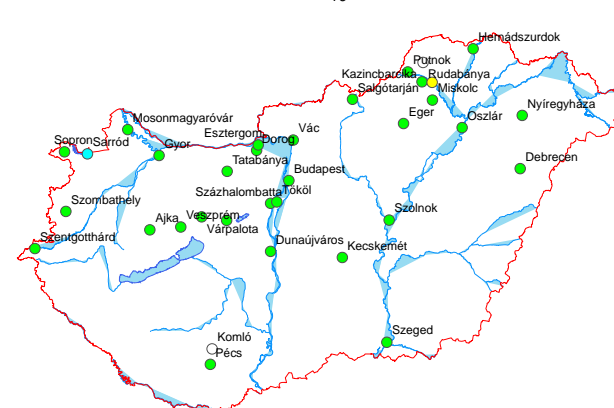 Hernádszurdok
Putnok
Kazincbarcika
Rudabánya
Salgótarján
Miskolc
Mosonmagyaróvár
Eger
Oszlár
Nyíregyháza
Esztergom
Dorog
Vác
Sopron
Sarród
Gyor
Tatabánya
Debrecen
Budapest
Százhalombatta
Tököl
Szombathely
Ajka
Veszprém
Várpalota
Szolnok
Szentgotthárd
Dunaújváros
Kecskemét
Szeged
Komló
Pécs